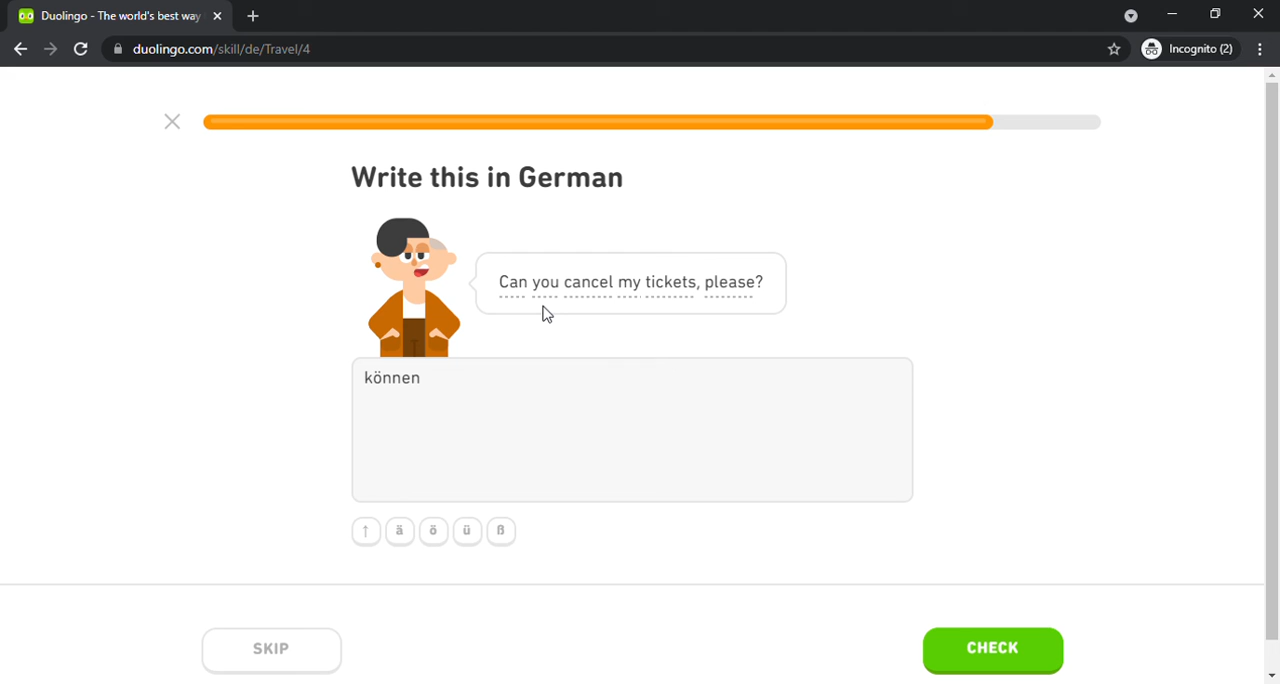 Duolingo - The world's best way
duolingo.com/skill/de/Travel/4
Incognito (2)
Write this in German
Can you cancel my tickets, please?
können
↑ ä ö ü ß
SKIP
CHECK